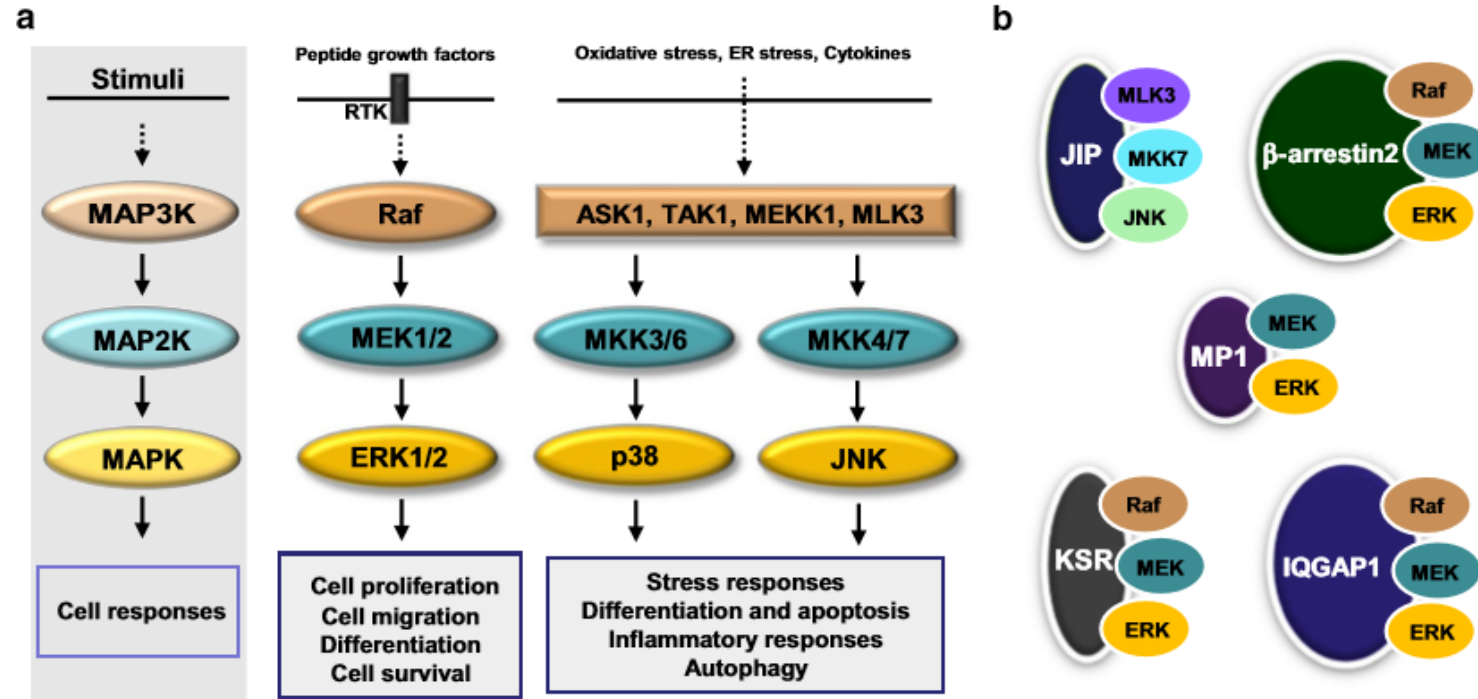 a
Stimuli
MAP3K
MAP2K
MAPK
Cell responses
Peptide growth factors
RTK
Raf
MEK1/2
ERK1/2
Cell proliferation
Cell migration
Differentiation
Cell survival
Oxidative stress, ER stress, Cytokines
ASK1, TAK1, MEKK1, MLK3
MKK3/6
MKK4/7
p38
JNK
Stress responses
Differentiation and apoptosis
Inflammatory responses
Autophagy
b
JIP
MLK3
MKK7
JNK
β-arrestin2
Raf
MEK
ERK
MP1
MEK
ERK
KSR
Raf
MEK
ERK
IQGAP1
Raf
MEK
ERK